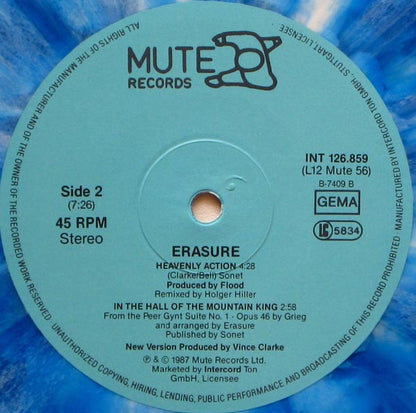 MUTE
RECORDS
ALL RIGHTS OF THE MANUFACTURER AND OF THE OWNER OF THE RECORDED WORK RESERVED. UNAUTHORIZED COPYING, HIRING, LENDING, PUBLIC PERFORMANCE AND BROADCASTING OF THIS RECORD PROHIBITED
MANUFACTURED BY INTERCORD TON GMBH, STUTTGART LICENSEE
INT 126.859
(L12 Mute 56)
B-7409 B
GEMA
LC 5834
Side 2
(7:26)
45 RPM
Stereo
ERASURE
HEAVENLY ACTION 4:28
(Clarke/Bell) Sonet
Produced by Flood
Remixed by Holger Hiller
IN THE HALL OF THE MOUNTAIN KING 2:58
From the Peer Gynt Suite No. 1 - Opus 46 by Grieg
and arranged by Erasure
Published by Sonet
New Version Produced by Vince Clarke
℗ & © 1987 Mute Records Ltd.
Marketed by Intercord Ton
GmbH, Licensee